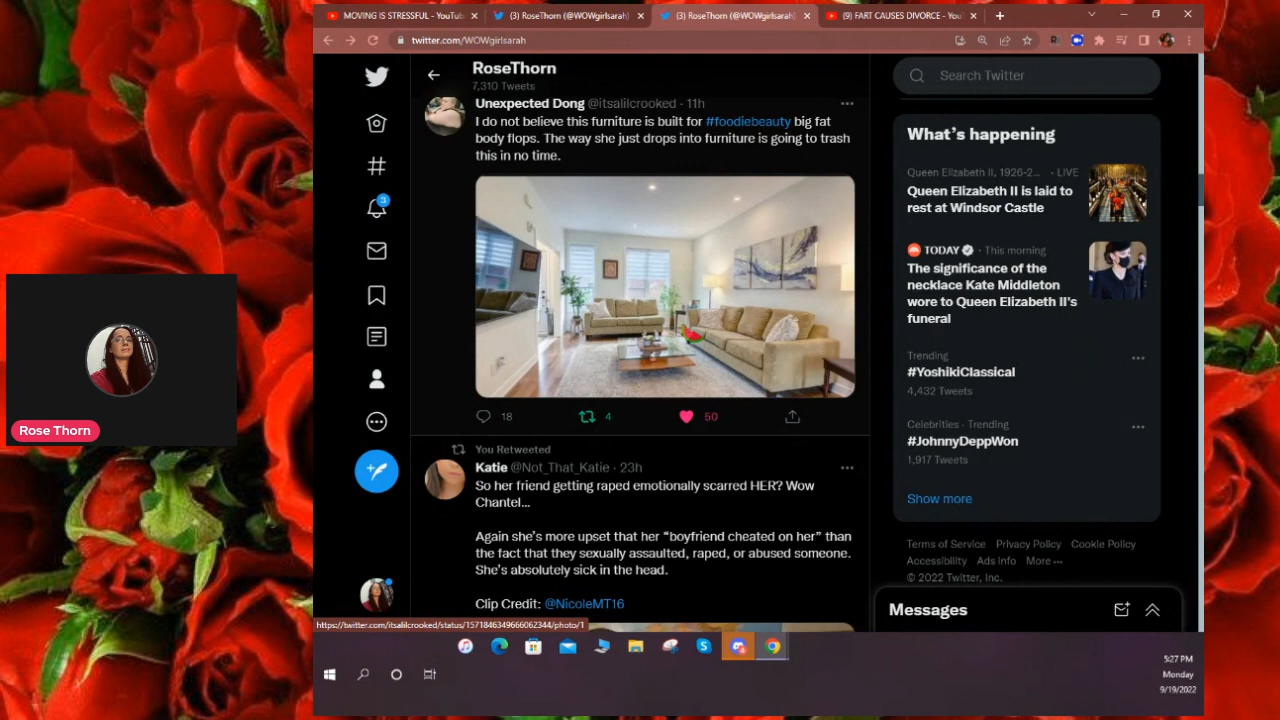 MOVING IS STRESSFUL - YouTub
(3) RoseThorn (@WOWgirlsarah)
(3) RoseThorn (@WOWgirlsarah)
(9) FART CAUSES DIVORCE - You
twitter.com/WOWgirlsarah
RoseThorn
7,310 Tweets
Search Twitter
Unexpected Dong @itsalilcrooked · 11h
I do not believe this furniture is built for #foodiebeauty big fat
body flops. The way she just drops into furniture is going to trash
this in no time.
18
4
50
You Retweeted
Katie @Not_That_Katie · 23h
So her friend getting raped emotionally scarred HER? Wow
Chantel...
Again she's more upset that her “boyfriend cheated on her” than
the fact that they sexually assaulted, raped, or abused someone.
She's absolutely sick in the head.
Clip Credit: @NicoleMT16
3
What's happening
Queen Elizabeth II, 1926-2... · LIVE
Queen Elizabeth II is laid to
rest at Windsor Castle
TODAY · This morning
The significance of the
necklace Kate Middleton
wore to Queen Elizabeth II's
funeral
Trending
#YoshikiClassical
4,432 Tweets
Celebrities · Trending
#JohnnyDeppWon
1,917 Tweets
Show more
Terms of Service Privacy Policy Cookie Policy
Accessibility Ads info More ···
© 2022 Twitter, Inc.
Messages
Rose Thorn
https://twitter.com/itsalilcrooked/status/1571846349666062344/photo/1
5:27 PM
Monday
9/19/2022